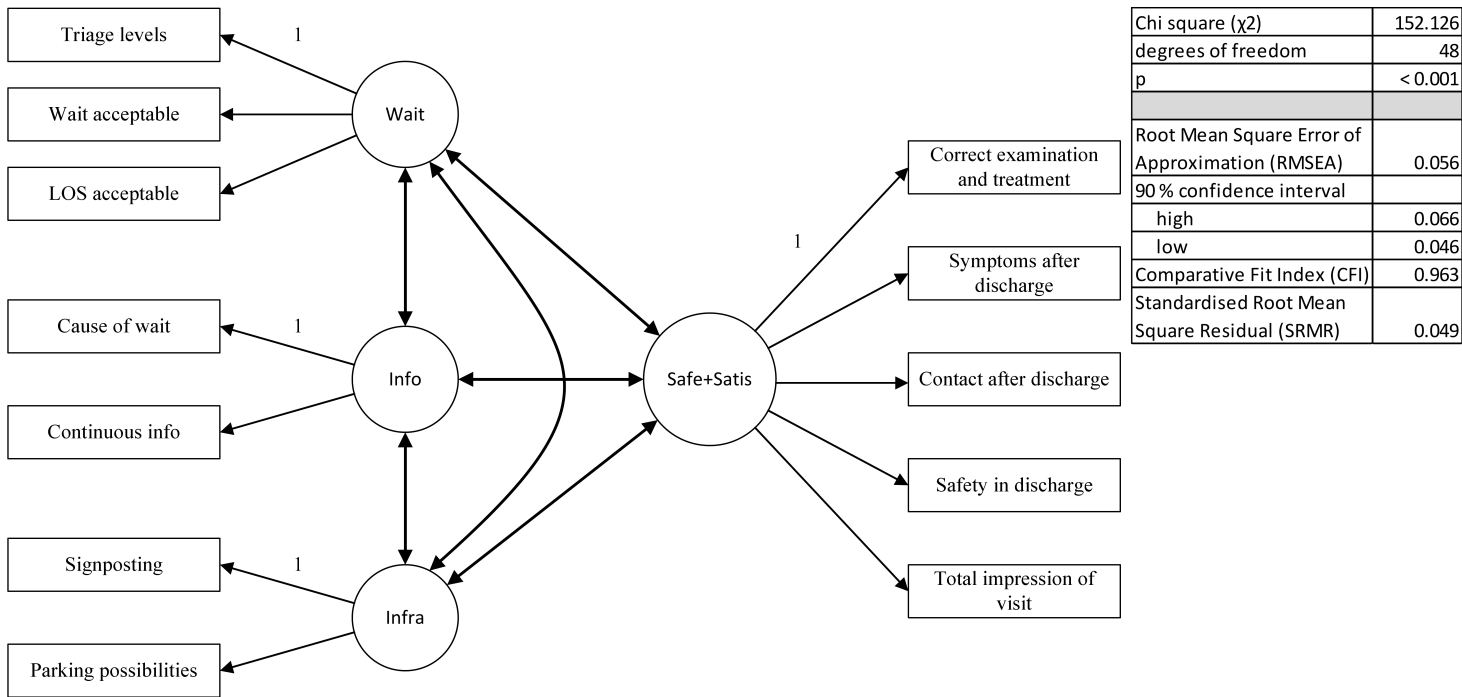 Triage levels
1
Wait acceptable
LOS acceptable
Wait
Cause of wait
1
Continuous info
Info
Signposting
1
Parking possibilities
Infra
Safe+Satis
1
Correct examination
and treatment
Symptoms after
discharge
Contact after discharge
Safety in discharge
Total impression of
visit
Chi square (χ2) 152.126
degrees of freedom 48
p < 0.001
Root Mean Square Error of
Approximation (RMSEA) 0.056
90 % confidence interval
high 0.066
low 0.046
Comparative Fit Index (CFI) 0.963
Standardised Root Mean
Square Residual (SRMR) 0.049